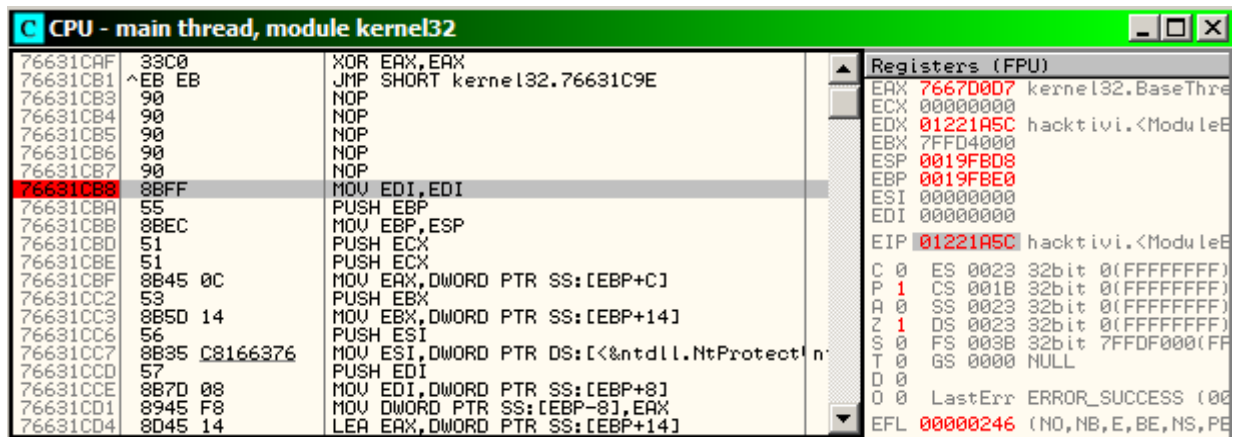 C CPU - main thread, module kernel32
76631CAF 33C0 XOR EAX,EAX
76631CB1 ^EB EB JMP SHORT kernel32.76631C9E
76631CB3 90 NOP
76631CB4 90 NOP
76631CB5 90 NOP
76631CB6 90 NOP
76631CB7 90 NOP
76631CB8 8BFF MOV EDI,EDI
76631CBA 55 PUSH EBP
76631CBB 8BEC MOV EBP,ESP
76631CBD 51 PUSH ECX
76631CBE 51 PUSH ECX
76631CBF 8B45 0C MOV EAX,DWORD PTR SS:[EBP+C]
76631CC2 53 PUSH EBX
76631CC3 8B5D 14 MOV EBX,DWORD PTR SS:[EBP+14]
76631CC6 56 PUSH ESI
76631CC7 8B35 C8166376 MOV ESI,DWORD PTR DS:[<&ntdll.NtProtect
76631CCD 57 PUSH EDI
76631CCE 8B7D 08 MOV EDI,DWORD PTR SS:[EBP+8]
76631CD1 8945 F8 MOV DWORD PTR SS:[EBP-8],EAX
76631CD4 8D45 14 LEA EAX,DWORD PTR SS:[EBP+14]
Registers (FPU)
EAX 7667D0D7 kernel32.BaseThre
ECX 00000000
EDX 01221A5C hacktivi.<ModuleE
EBX 7FFD4000
ESP 0019FBD8
EBP 0019FBE0
ESI 00000000
EDI 00000000
EIP 01221A5C hacktivi.<ModuleE
C 0 ES 0023 32bit 0(FFFFFFFF)
P 1 CS 001B 32bit 0(FFFFFFFF)
A 0 SS 0023 32bit 0(FFFFFFFF)
Z 1 DS 0023 32bit 0(FFFFFFFF)
S 0 FS 003B 32bit 7FFDF000(FF
T 0 GS 0000 NULL
D 0
O 0 LastErr ERROR_SUCCESS (00
EFL 00000246 (NO,NB,E,BE,NS,PE